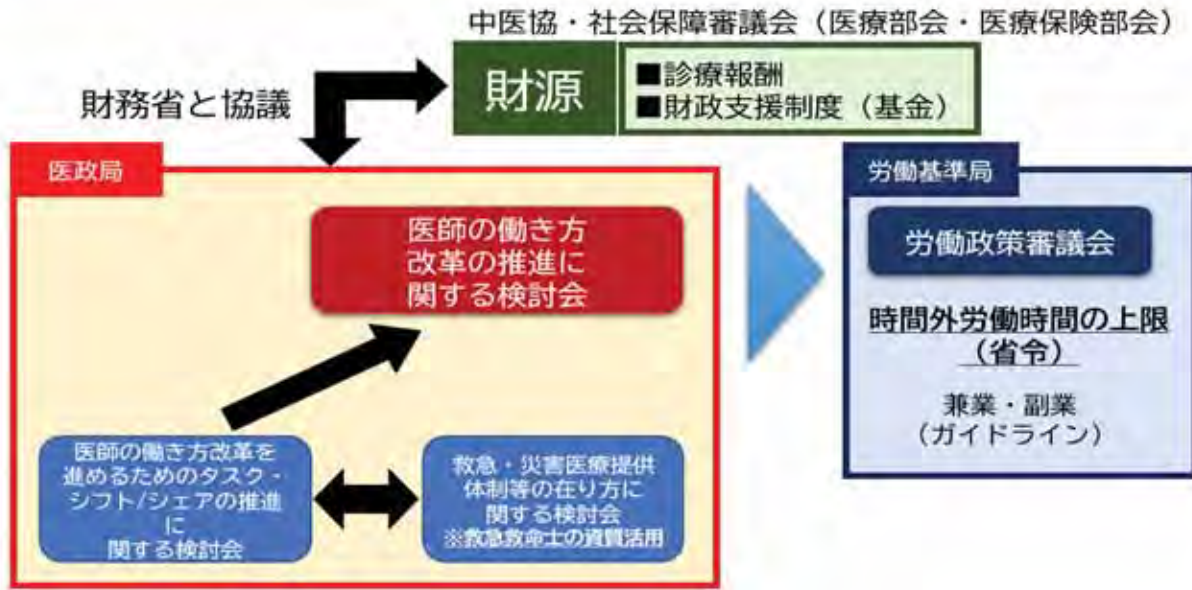 中医協・社会保障審議会（医療部会・医療保険部会）
財務省と協議
財源
■診療報酬
■財政支援制度（基金）
医政局
医師の働き方
改革の推進に
関する検討会
医師の働き方改革を
進めるためのタスク・
シフト/シェアの推進
に
関する検討会
救急・災害医療提供
体制等の在り方に
関する検討会
※救急救命士の資質活用
労働基準局
労働政策審議会
時間外労働時間の上限
（省令）
兼業・副業
（ガイドライン）